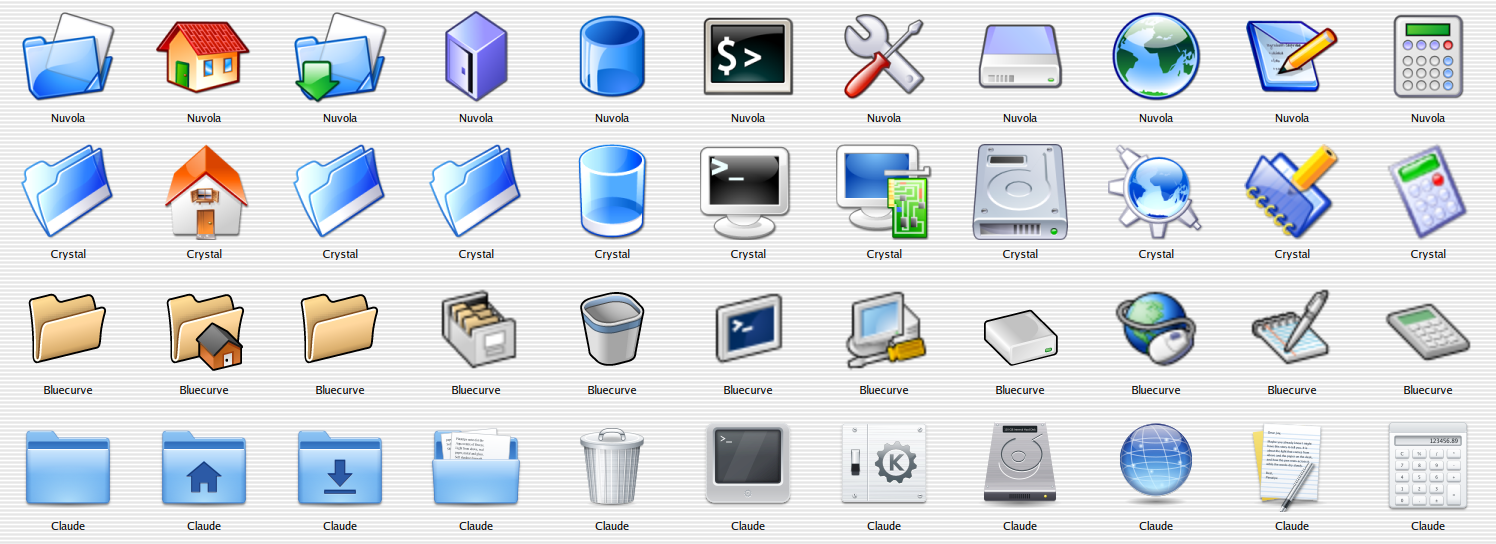 $ >
Nuvola Nuvola Nuvola Nuvola Nuvola Nuvola Nuvola Nuvola Nuvola Nuvola Nuvola
>_
Crystal Crystal Crystal Crystal Crystal Crystal Crystal Crystal Crystal Crystal Crystal
>_
Bluecurve Bluecurve Bluecurve Bluecurve Bluecurve Bluecurve Bluecurve Bluecurve Bluecurve Bluecurve Bluecurve
>_
K
123456.89
Claude Claude Claude Claude Claude Claude Claude Claude Claude Claude Claude